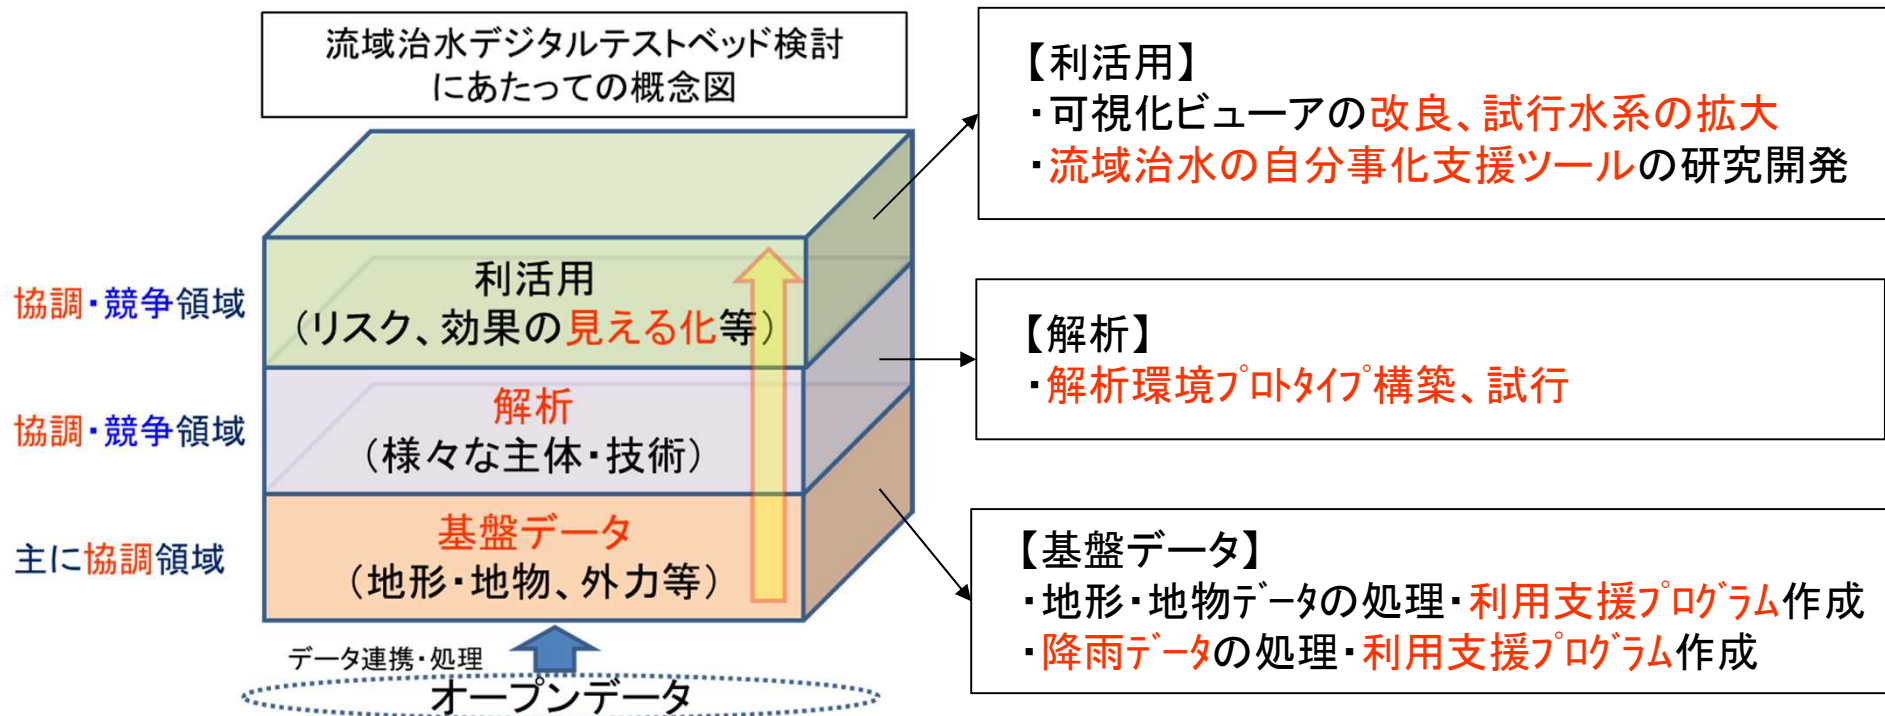 流域治水デジタルテストベッド検討
にあたっての概念図
協調・競争領域
利活用
（リスク、効果の見える化等）
協調・競争領域
解析
（様々な主体・技術）
主に協調領域
基盤データ
（地形・地物、外力等）
データ連携・処理
オープンデータ
【利活用】
・可視化ビューアの改良、試行水系の拡大
・流域治水の自分事化支援ツールの研究開発
【解析】
・解析環境ﾌﾟﾛﾄﾀｲﾌﾟ構築、試行
【基盤データ】
・地形・地物ﾃﾞｰﾀの処理・利用支援ﾌﾟﾛｸﾞﾗﾑ作成
・降雨ﾃﾞｰﾀの処理・利用支援ﾌﾟﾛｸﾞﾗﾑ作成